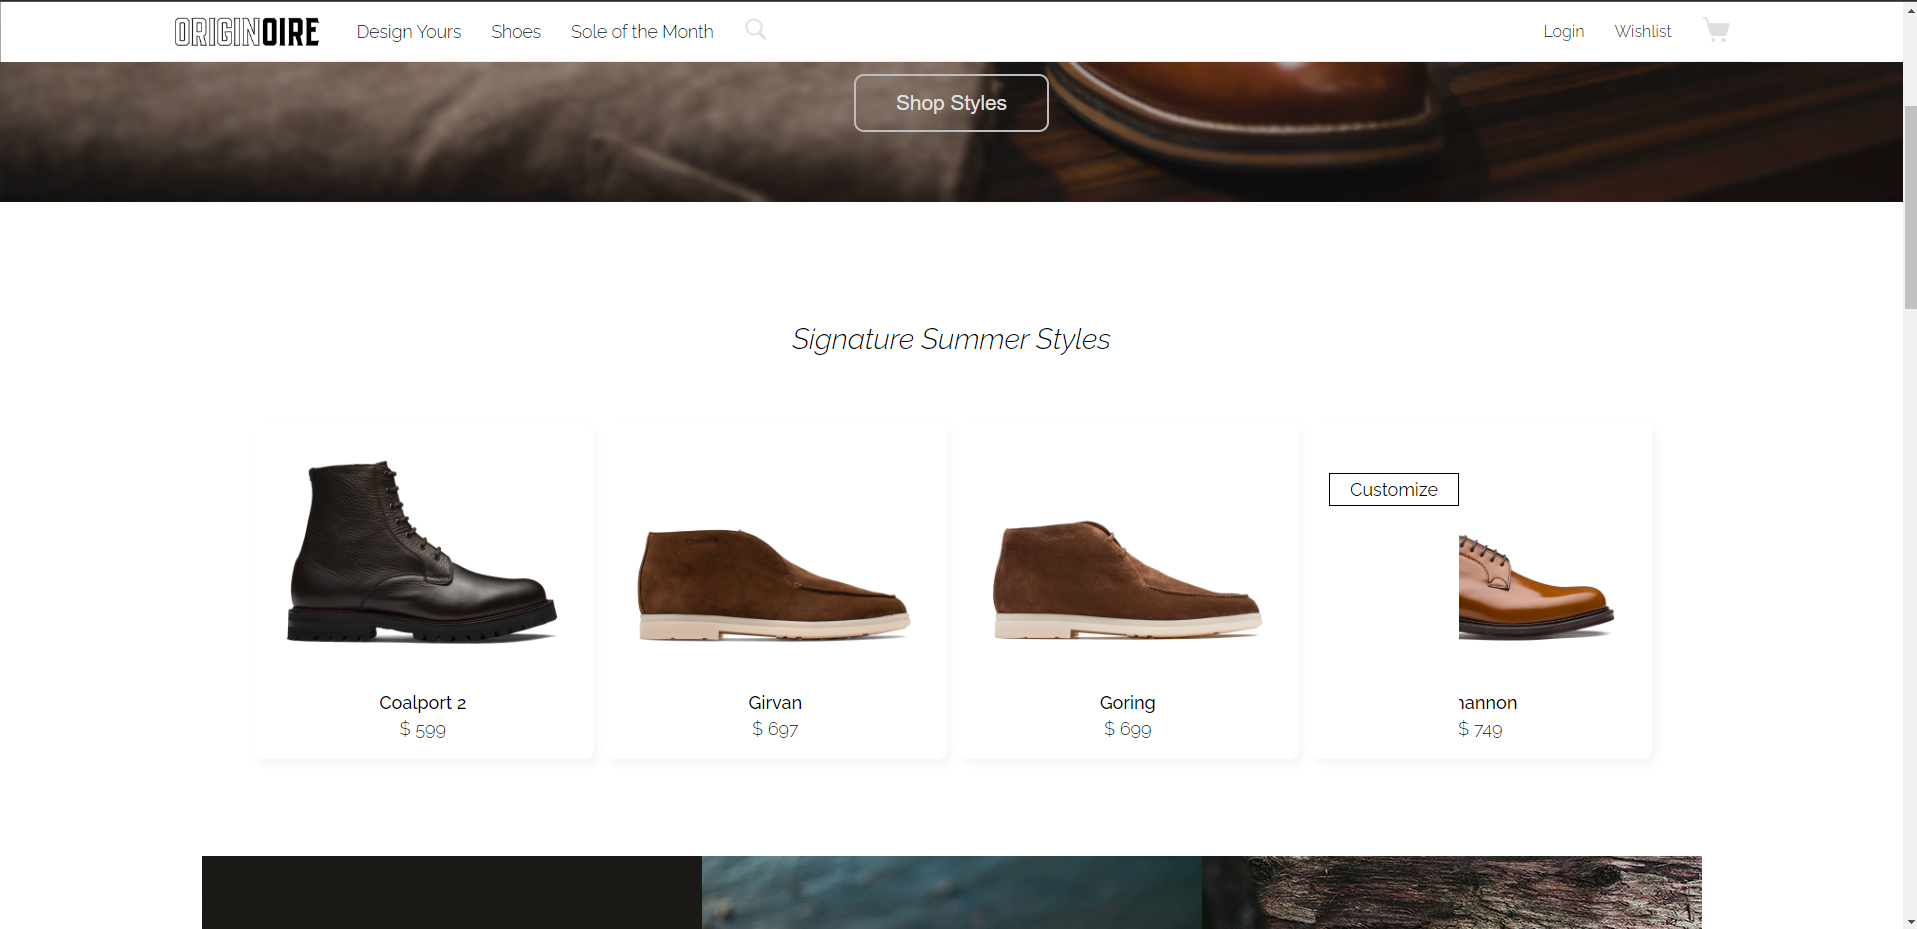 ORIGINOIRE Design Yours Shoes Sole of the Month Login Wishlist
Shop Styles
Signature Summer Styles
Customize
Coalport 2 Girvan Goring hannon
$ 599 $ 697 $ 699 $ 749